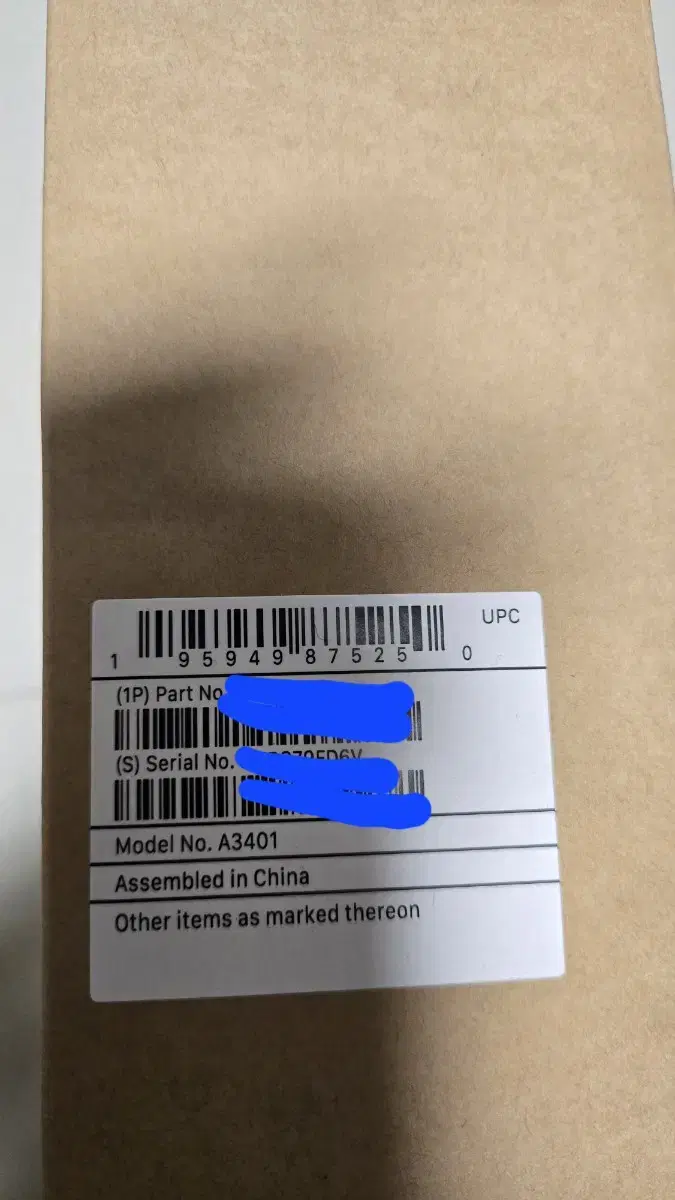 UPC
1 95949 87525 0
(1P) Part No
(S) Serial No.
Model No. A3401
Assembled in China
Other items as marked thereon